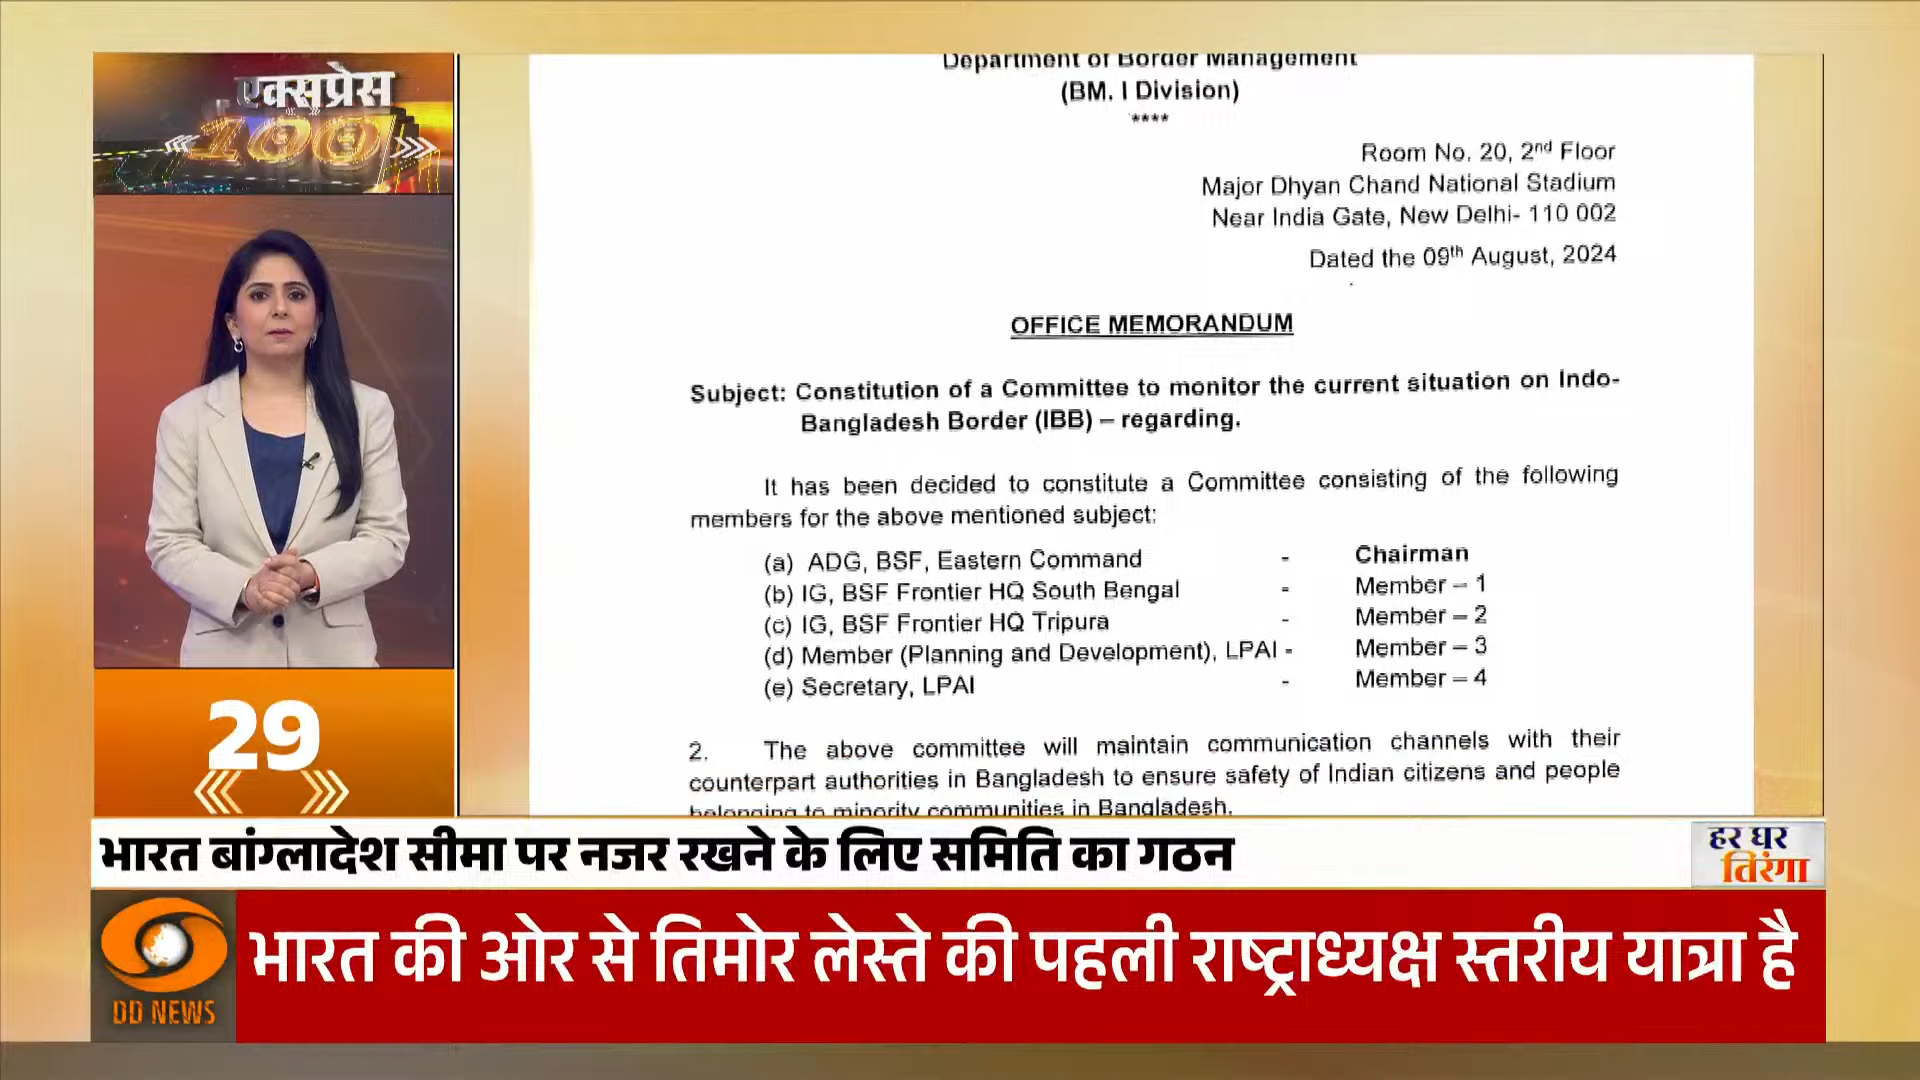 एक्सप्रेस
100
29
Department of Border Management
(BM. I Division)
****
Room No. 20, 2nd Floor
Major Dhyan Chand National Stadium
Near India Gate, New Delhi- 110 002
Dated the 09th August, 2024
OFFICE MEMORANDUM
Subject: Constitution of a Committee to monitor the current situation on Indo-
Bangladesh Border (IBB) – regarding.
It has been decided to constitute a Committee consisting of the following
members for the above mentioned subject:
(a) ADG, BSF, Eastern Command - Chairman
(b) IG, BSF Frontier HQ South Bengal - Member – 1
(c) IG, BSF Frontier HQ Tripura - Member – 2
(d) Member (Planning and Development), LPAI - Member – 3
(e) Secretary, LPAI - Member – 4
2. The above committee will maintain communication channels with their
counterpart authorities in Bangladesh to ensure safety of Indian citizens and people
belonging to minority communities in Bangladesh.
भारत बांग्लादेश सीमा पर नजर रखने के लिए समिति का गठन
हर घर
तिरंगा
भारत की ओर से तिमोर लेस्ते की पहली राष्ट्राध्यक्ष स्तरीय यात्रा है
DD NEWS